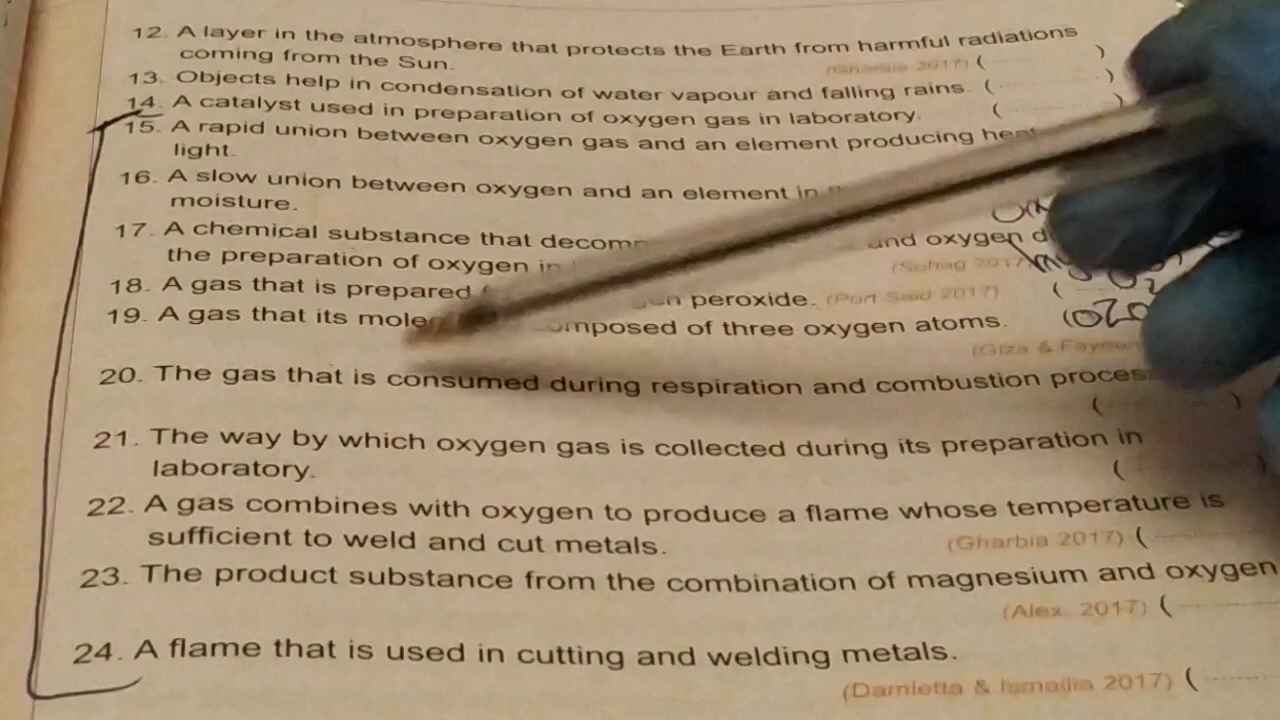 12. A layer in the atmosphere that protects the Earth from harmful radiations
coming from the Sun. (Gharbia 2017) ( )
13. Objects help in condensation of water vapour and falling rains. ( )
14. A catalyst used in preparation of oxygen gas in laboratory. ( )
15. A rapid union between oxygen gas and an element producing
light.
16. A slow union between oxygen and an element in
moisture.
17. A chemical substance that and oxygen
the preparation of oxygen in (Sohag 2017)
18. A gas that is prepared peroxide. (Port Said 2017) (
19. A gas that its three oxygen atoms. (
composed of
(Giza &
20. The gas that is consumed during respiration and combustion
( )
21. The way by which oxygen gas is collected during its preparation in
laboratory. ( )
22. A gas combines with oxygen to produce a flame whose temperature is
sufficient to weld and cut metals. (Gharbia 2017) (
23. The product substance from the combination of magnesium and oxygen
(Alex. 2017) (
24. A flame that is used in cutting and welding metals.
(Damietta & Ismailia 2017) (